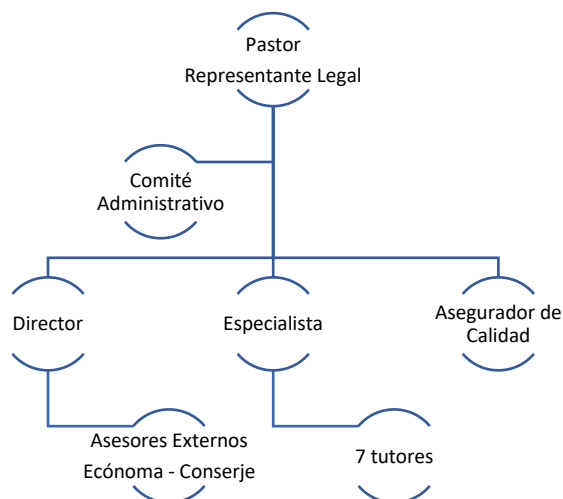 Pastor
Representante Legal
Comité
Administrativo
Director
Especialista
Asegurador de
Calidad
Asesores Externos
Ecónoma - Conserje
7 tutores